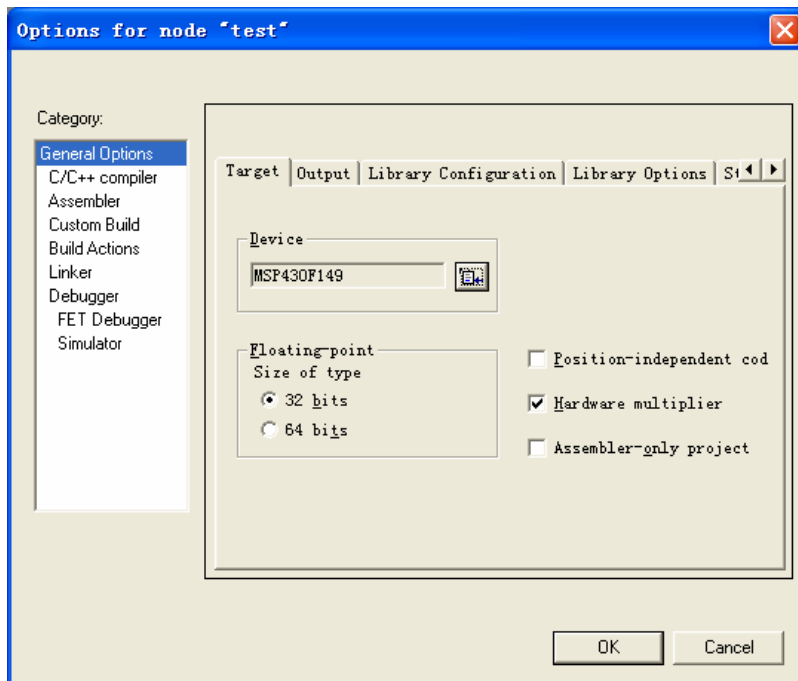 Options for node "test"
Category:
General Options
C/C++ compiler
Assembler
Custom Build
Build Actions
Linker
Debugger
FET Debugger
Simulator
Target
Output
Library Configuration
Library Options
St
Device
MSP430F149
Floating-point
Size of type
32 bits
64 bits
Position-independent cod
Hardware multiplier
Assembler-only project
OK
Cancel